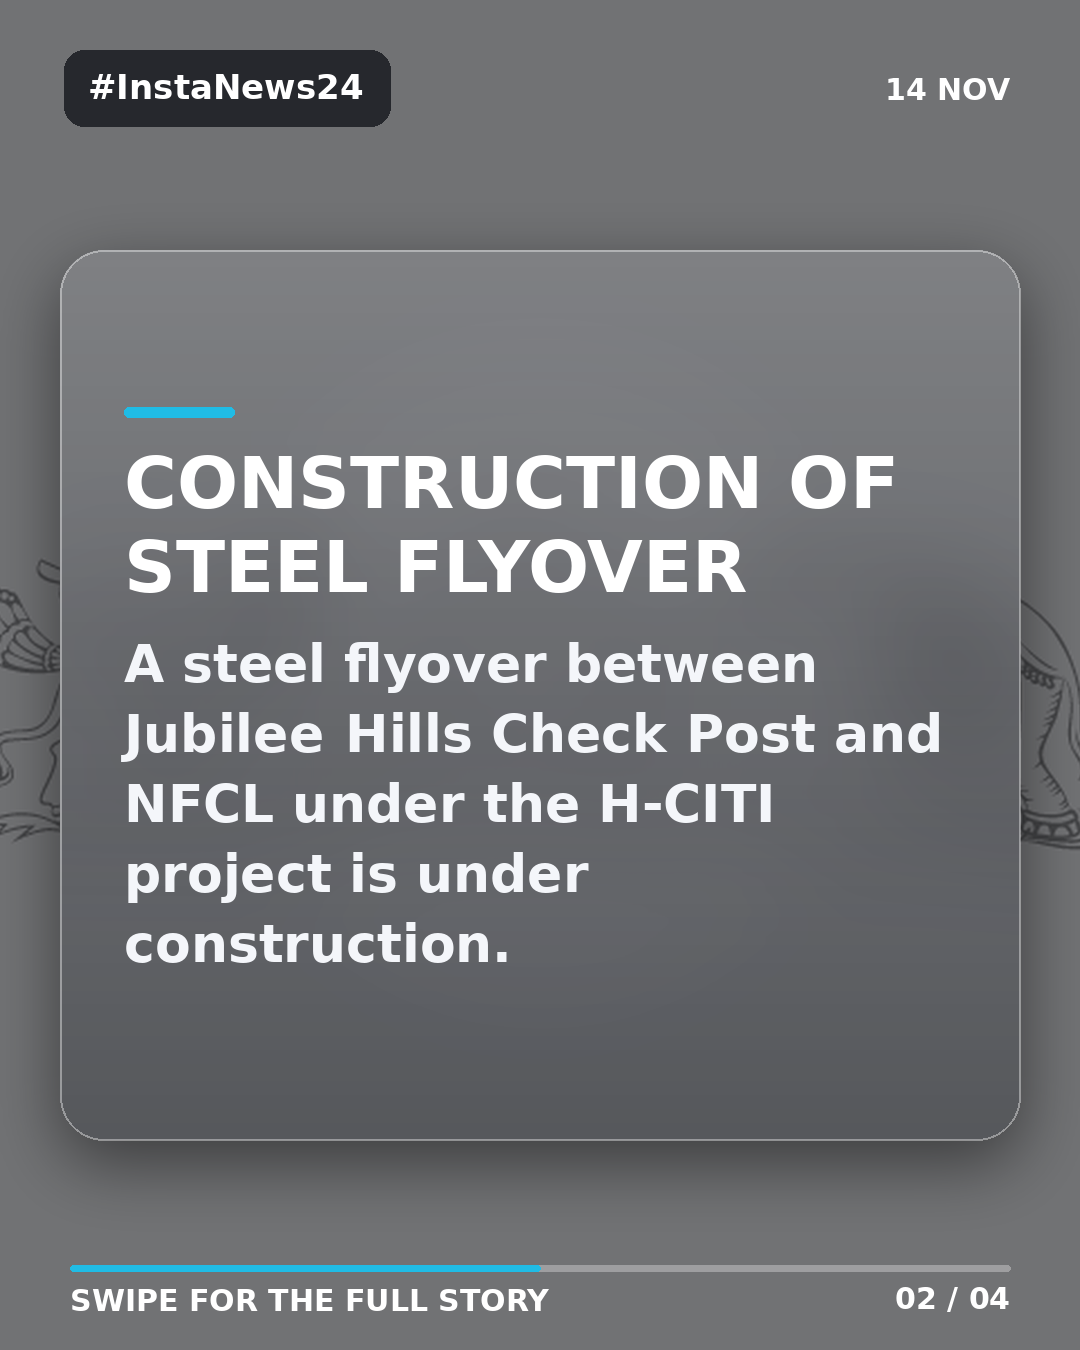 #InstaNews24
14 NOV
CONSTRUCTION OF
STEEL FLYOVER
A steel flyover between
Jubilee Hills Check Post and
NFCL under the H-CITI
project is under
construction.
SWIPE FOR THE FULL STORY
02 / 04